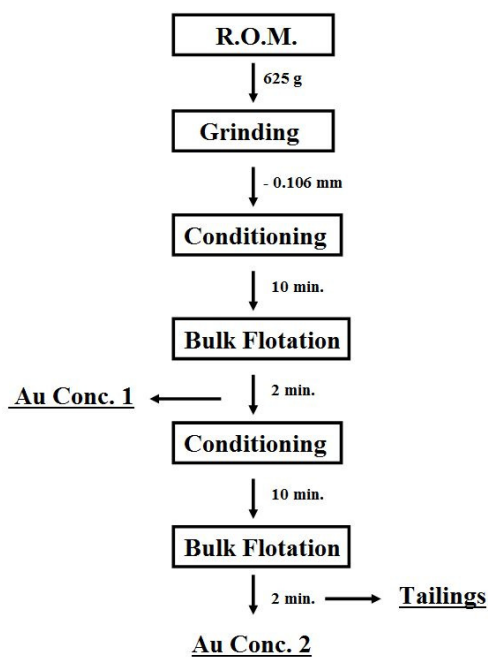 R.O.M.
625 g
Grinding
- 0.106 mm
Conditioning
10 min.
Bulk Flotation
2 min.
Au Conc. 1
Conditioning
10 min.
Bulk Flotation
2 min.
Tailings
Au Conc. 2